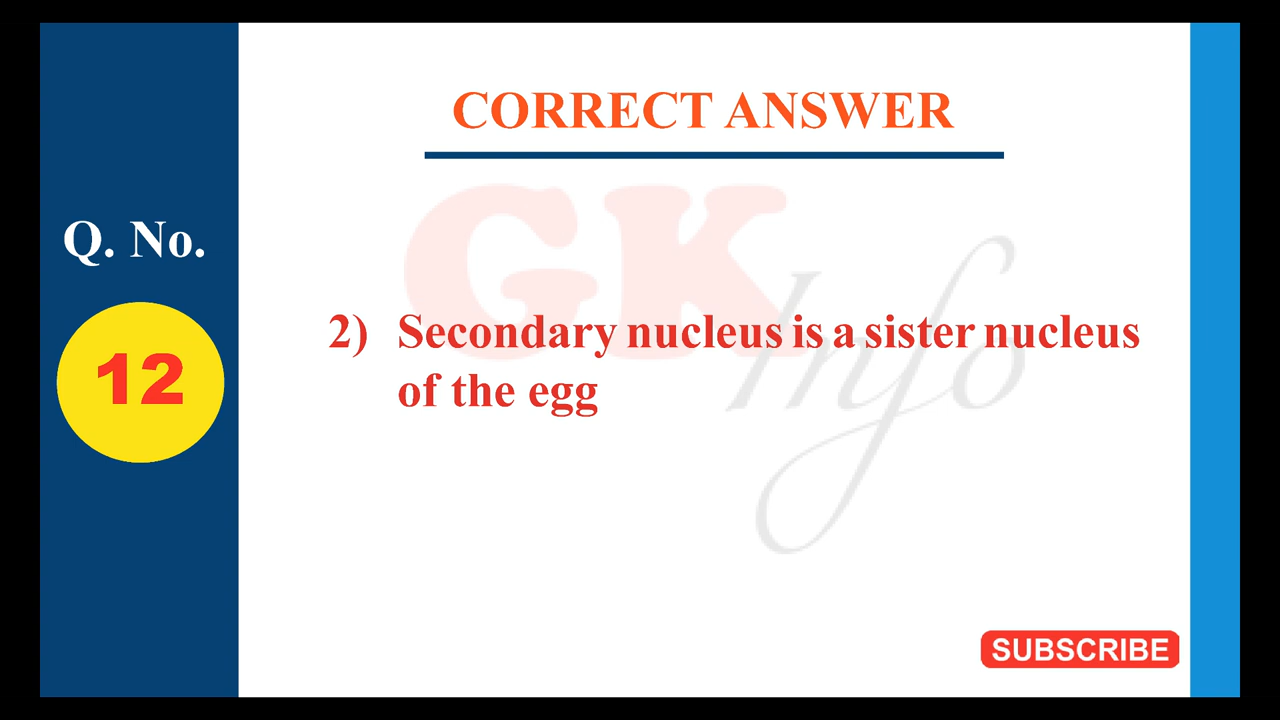 CORRECT ANSWER
GK Info
Q. No.
12
2) Secondary nucleus is a sister nucleus
of the egg
SUBSCRIBE